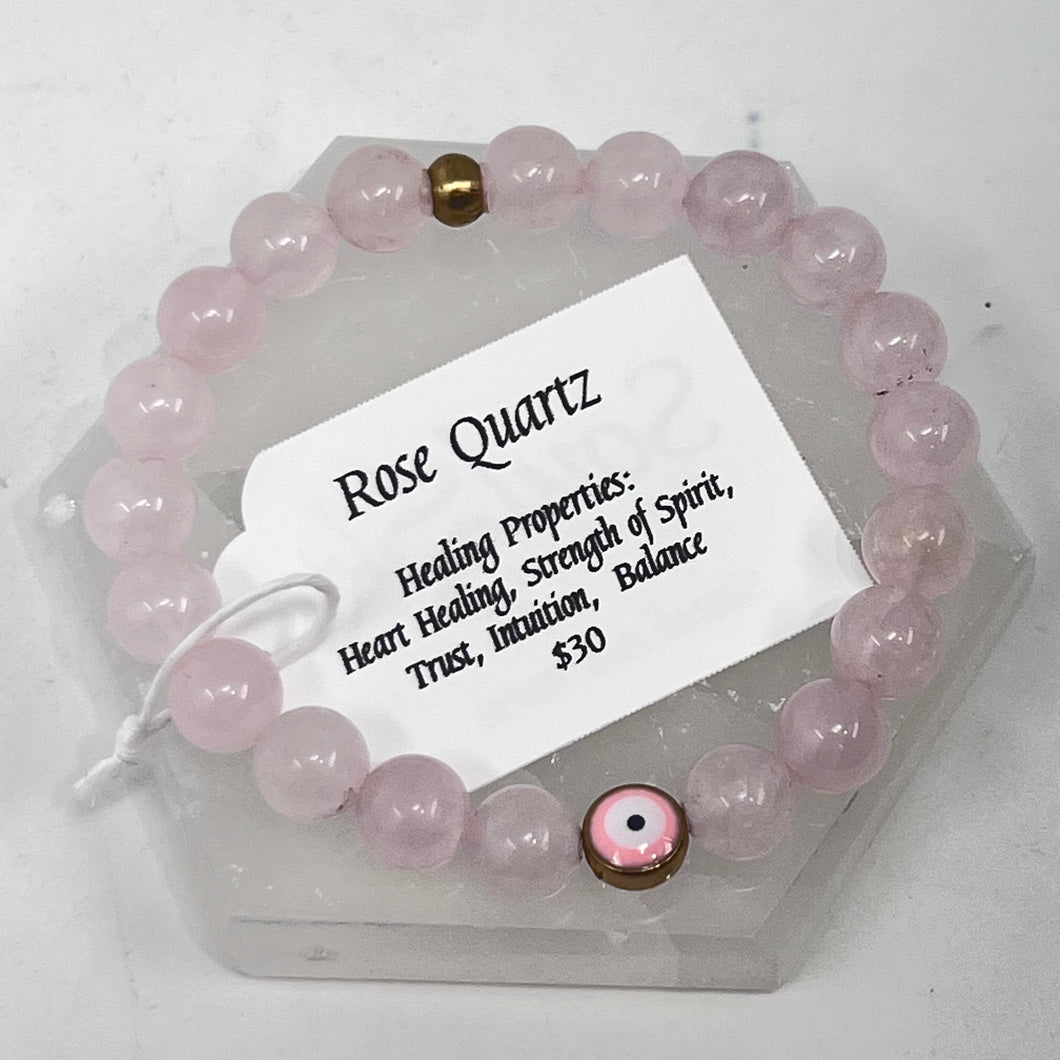 Rose Quartz
Healing Properties:
Heart Healing, Strength of Spirit,
Trust, Intuition, Balance
$30